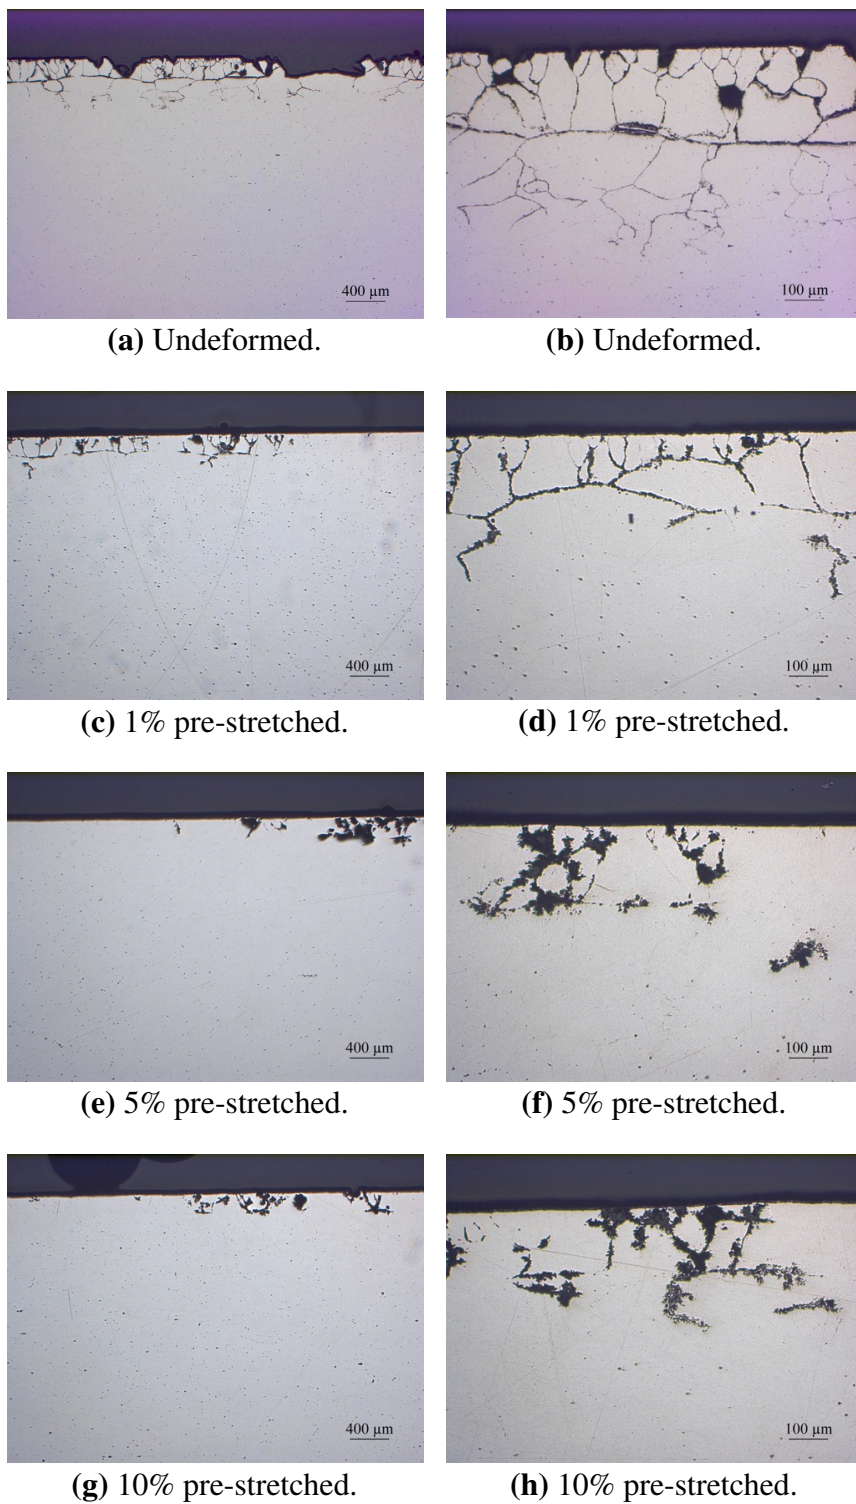 400 µm
100 µm
(a) Undeformed.
(b) Undeformed.
400 µm
100 µm
(c) 1% pre-stretched.
(d) 1% pre-stretched.
400 µm
100 µm
(e) 5% pre-stretched.
(f) 5% pre-stretched.
400 µm
100 µm
(g) 10% pre-stretched.
(h) 10% pre-stretched.